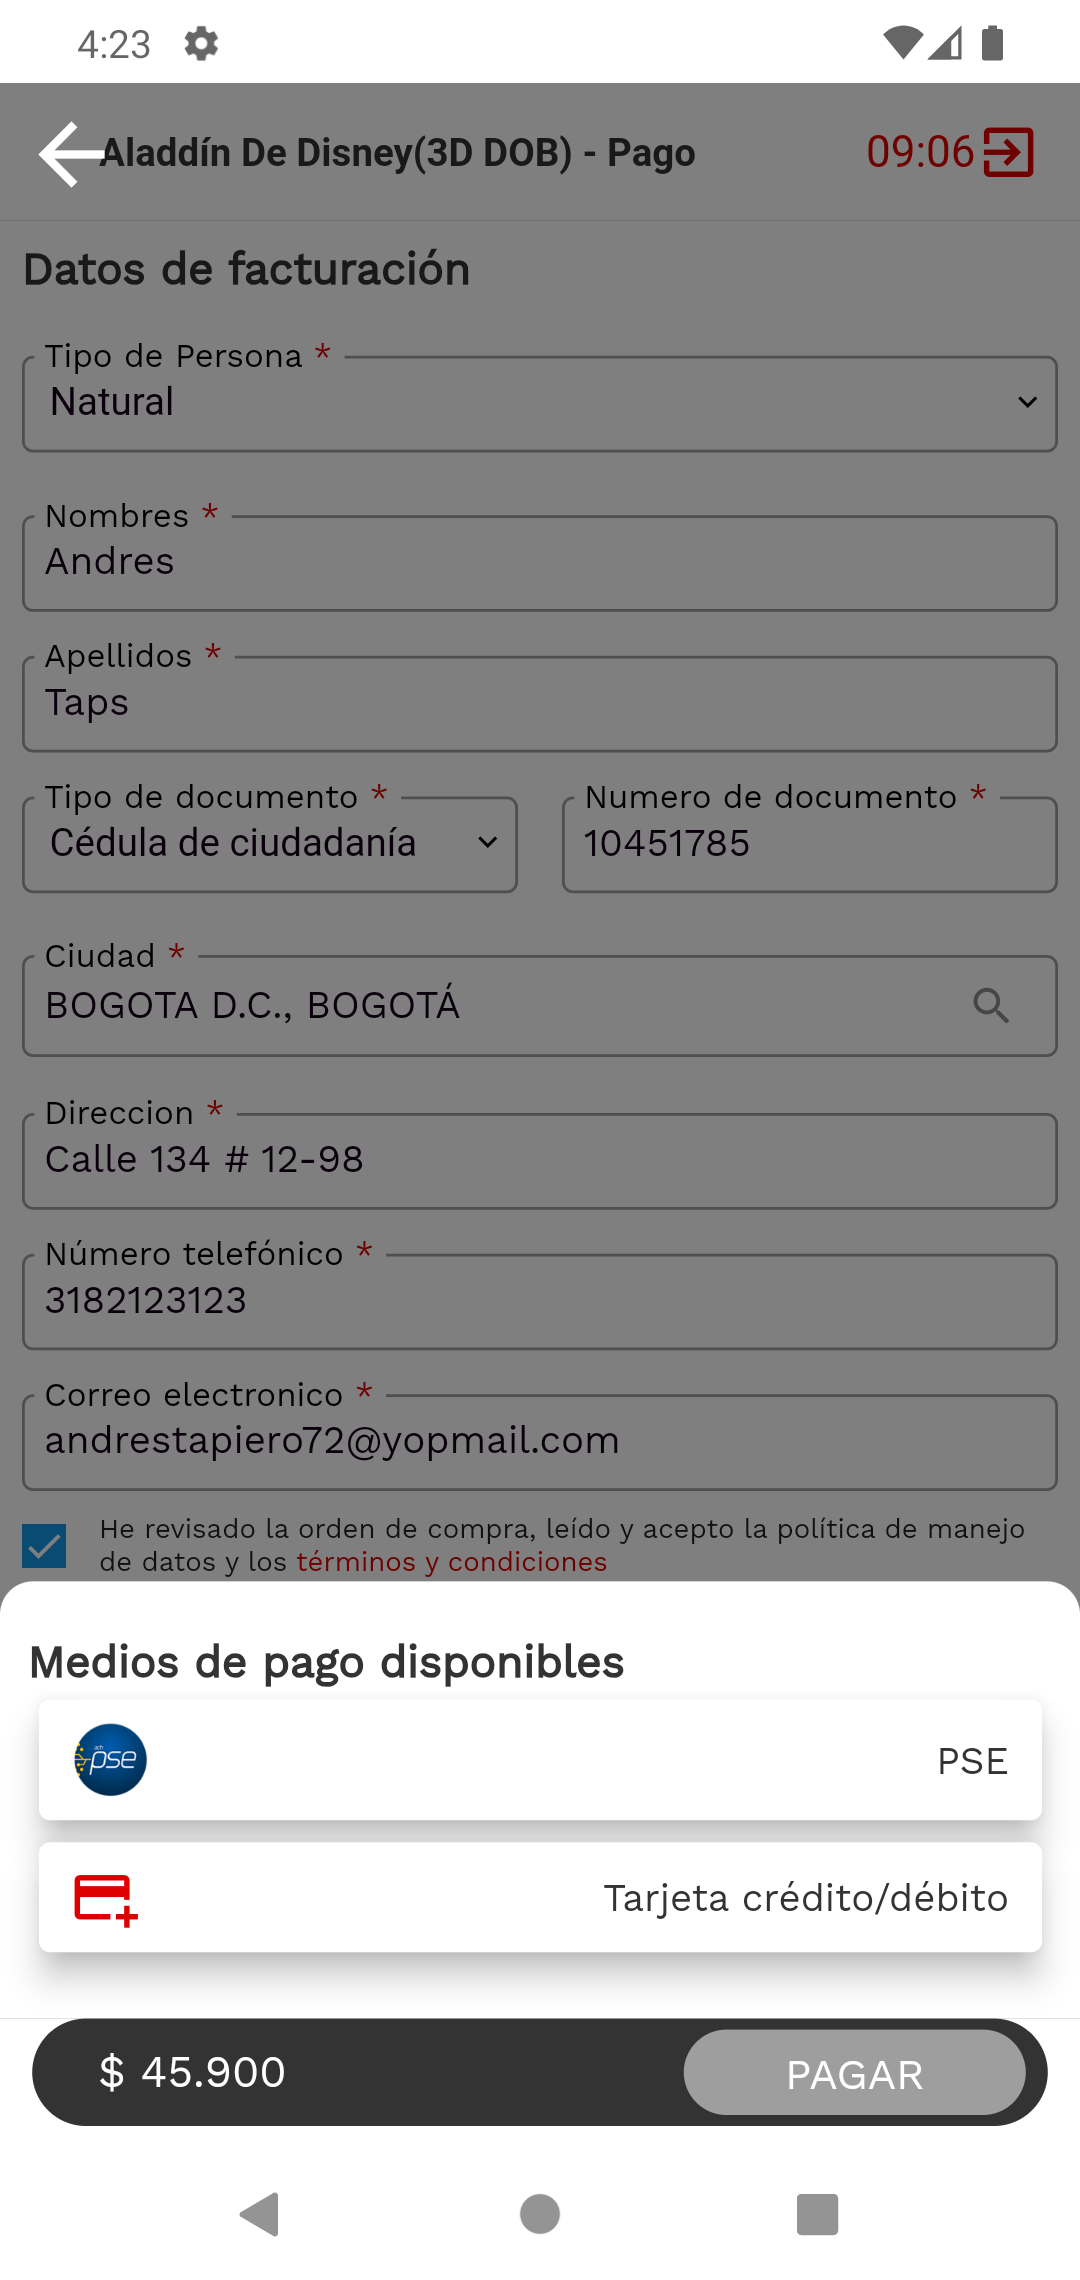 4:23
Aladdín De Disney(3D DOB) - Pago 09:06
Datos de facturación
Tipo de Persona *
Natural
Nombres *
Andres
Apellidos *
Taps
Tipo de documento * Numero de documento *
Cédula de ciudadanía 10451785
Ciudad *
BOGOTA D.C., BOGOTÁ
Direccion *
Calle 134 # 12-98
Número telefónico *
3182123123
Correo electronico *
andrestapiero72@yopmail.com
He revisado la orden de compra, leído y acepto la política de manejo
de datos y los términos y condiciones
Medios de pago disponibles
ach
pse PSE
Tarjeta crédito/débito
$ 45.900 PAGAR